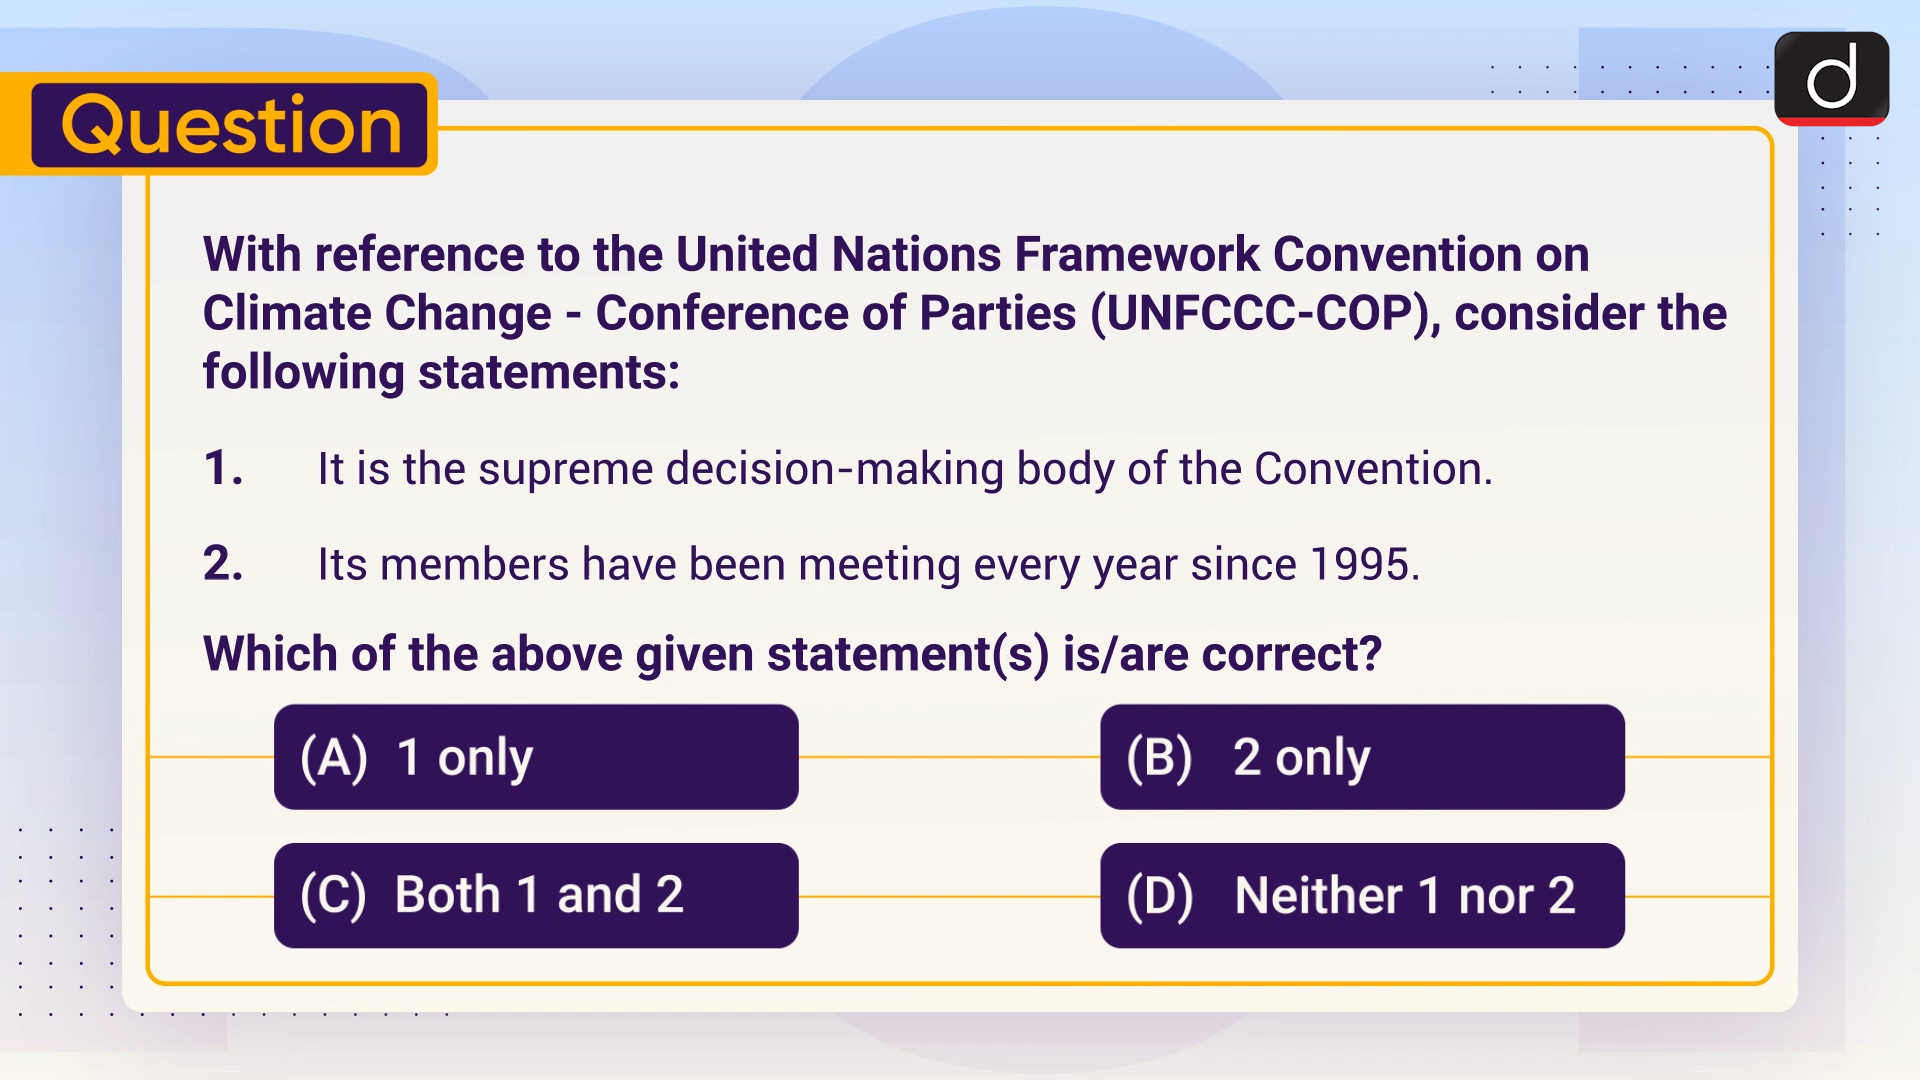 Question
d
With reference to the United Nations Framework Convention on
Climate Change - Conference of Parties (UNFCCC-COP), consider the
following statements:
1. It is the supreme decision-making body of the Convention.
2. Its members have been meeting every year since 1995.
Which of the above given statement(s) is/are correct?
(A) 1 only
(B) 2 only
(C) Both 1 and 2
(D) Neither 1 nor 2